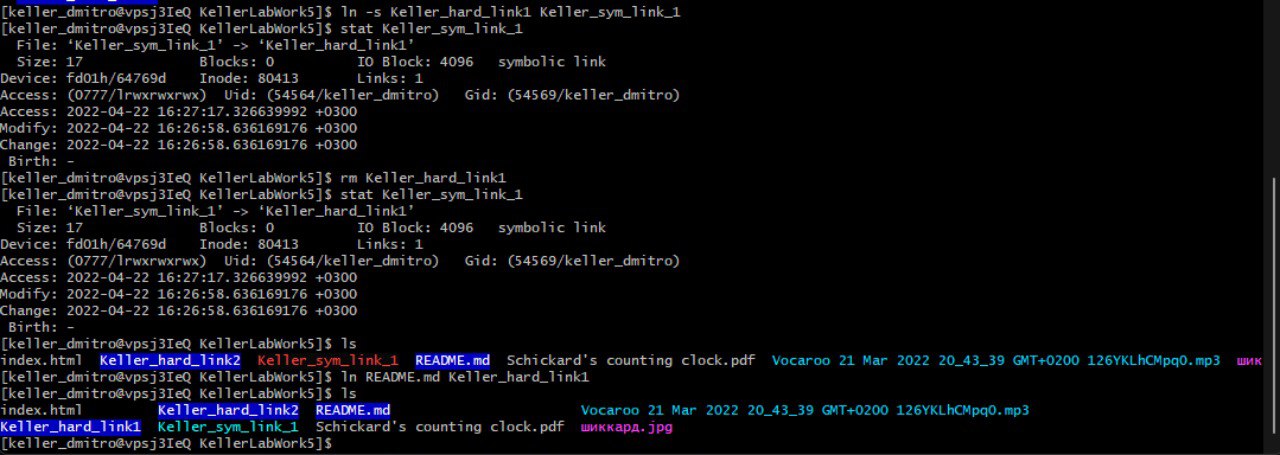 [keller_dmitro@vpsj3IeQ KellerLabWork5]$ ln -s Keller_hard_link1 Keller_sym_link_1
[keller_dmitro@vpsj3IeQ KellerLabWork5]$ stat Keller_sym_link_1
  File: ‘Keller_sym_link_1’ -> ‘Keller_hard_link1’
  Size: 17              Blocks: 0          IO Block: 4096   symbolic link
Device: fd01h/64769d    Inode: 80413       Links: 1
Access: (0777/lrwxrwxrwx)  Uid: (54564/keller_dmitro)   Gid: (54569/keller_dmitro)
Access: 2022-04-22 16:27:17.326639992 +0300
Modify: 2022-04-22 16:26:58.636169176 +0300
Change: 2022-04-22 16:26:58.636169176 +0300
 Birth: -
[keller_dmitro@vpsj3IeQ KellerLabWork5]$ rm Keller_hard_link1
[keller_dmitro@vpsj3IeQ KellerLabWork5]$ stat Keller_sym_link_1
  File: ‘Keller_sym_link_1’ -> ‘Keller_hard_link1’
  Size: 17              Blocks: 0          IO Block: 4096   symbolic link
Device: fd01h/64769d    Inode: 80413       Links: 1
Access: (0777/lrwxrwxrwx)  Uid: (54564/keller_dmitro)   Gid: (54569/keller_dmitro)
Access: 2022-04-22 16:27:17.326639992 +0300
Modify: 2022-04-22 16:26:58.636169176 +0300
Change: 2022-04-22 16:26:58.636169176 +0300
 Birth: -
[keller_dmitro@vpsj3IeQ KellerLabWork5]$ ls
index.html  Keller_hard_link2  Keller_sym_link_1  README.md  Schickard's counting clock.pdf  Vocaroo 21 Mar 2022 20_43_39 GMT+0200 126YKLhCMpq0.mp3  шик
[keller_dmitro@vpsj3IeQ KellerLabWork5]$ ln README.md Keller_hard_link1
[keller_dmitro@vpsj3IeQ KellerLabWork5]$ ls
index.html         Keller_hard_link2  README.md                       Vocaroo 21 Mar 2022 20_43_39 GMT+0200 126YKLhCMpq0.mp3
Keller_hard_link1  Keller_sym_link_1  Schickard's counting clock.pdf  шиккард.jpg
[keller_dmitro@vpsj3IeQ KellerLabWork5]$